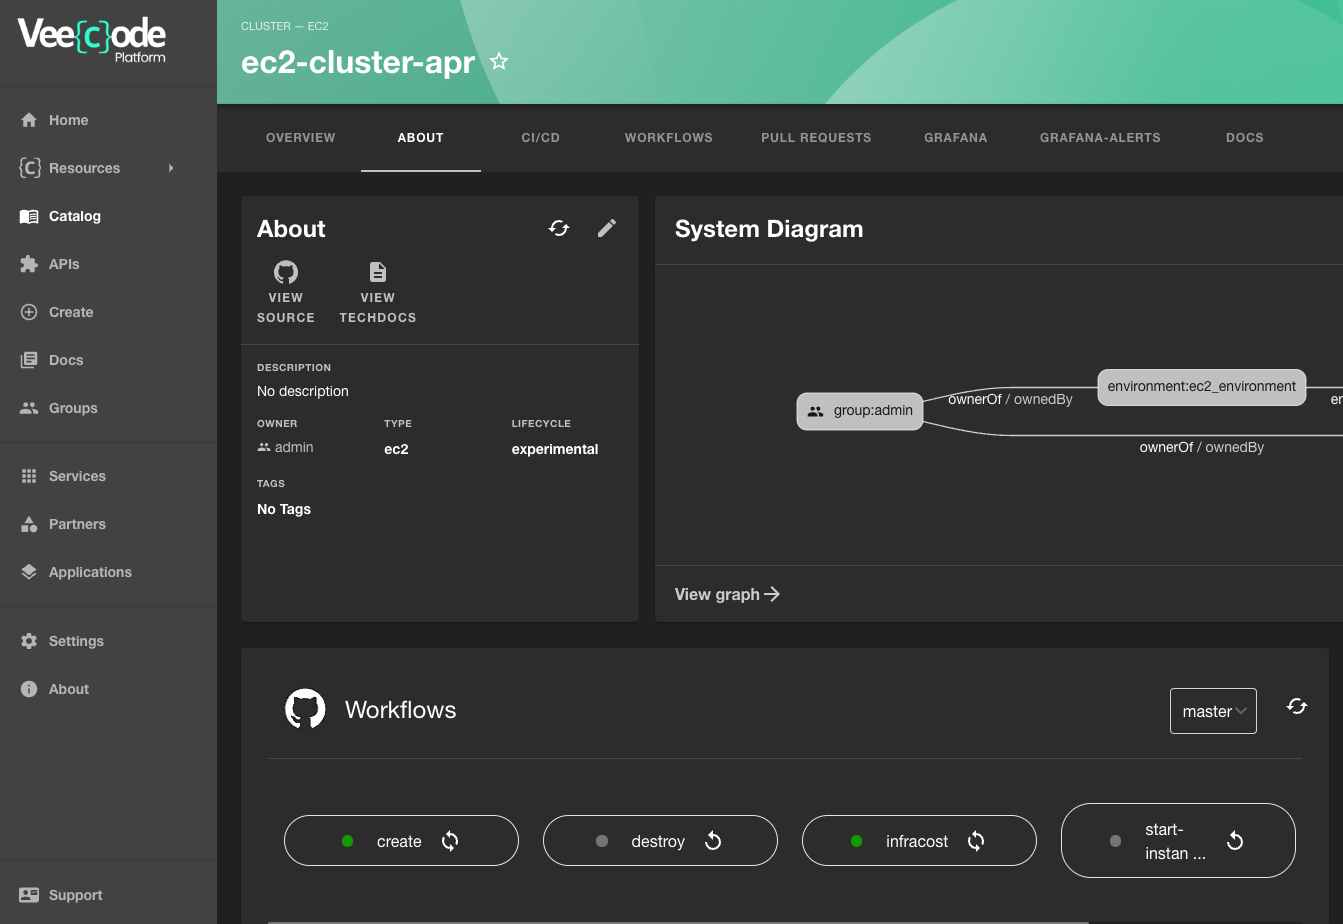 Vee{c}ode
Platform
Home
Resources
Catalog
APIs
Create
Docs
Groups
Services
Partners
Applications
Settings
About
Support
CLUSTER — EC2
ec2-cluster-apr
OVERVIEW
ABOUT
CI/CD
WORKFLOWS
PULL REQUESTS
GRAFANA
GRAFANA-ALERTS
DOCS
About
VIEW
SOURCE
VIEW
TECHDOCS
DESCRIPTION
No description
OWNER
admin
TYPE
ec2
LIFECYCLE
experimental
TAGS
No Tags
System Diagram
group:admin
ownerOf / ownedBy
environment:ec2_environment
er
ownerOf / ownedBy
View graph
Workflows
master
create
destroy
infracost
start-
instan ...